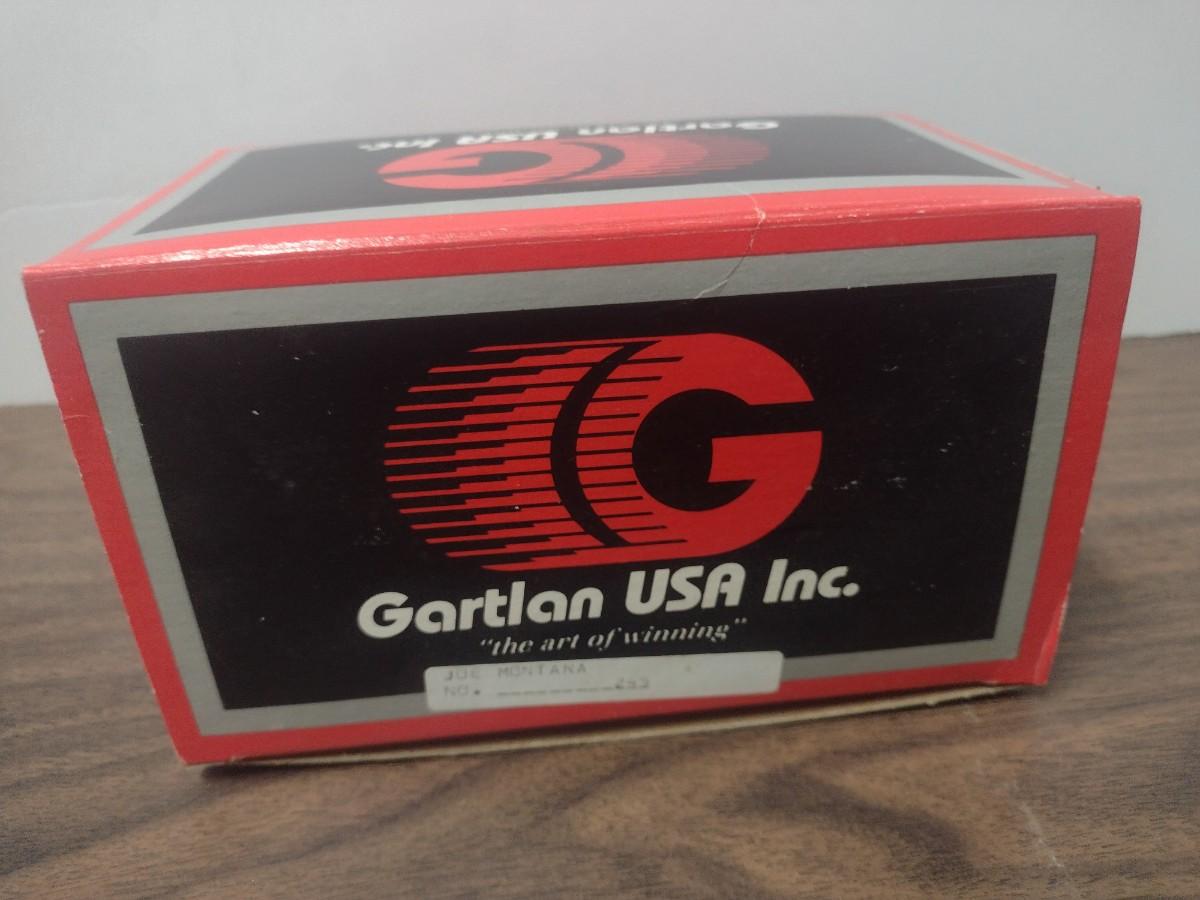 Gartlan USA Inc.
G
Gartlan USA Inc.
"the art of winning"
JOE MONTANA
NO.